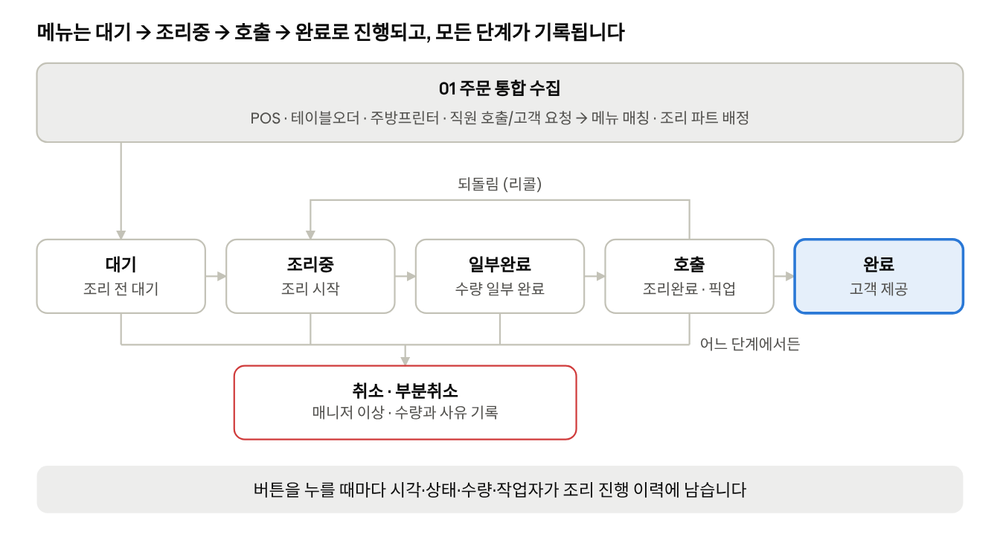 메뉴는 대기 → 조리중 → 호출 → 완료로 진행되고, 모든 단계가 기록됩니다
01 주문 통합 수집
POS · 테이블오더 · 주방프린터 · 직원 호출/고객 요청 → 메뉴 매칭 · 조리 파트 배정
되돌림 (리콜)
대기
조리 전 대기
조리중
조리 시작
일부완료
수량 일부 완료
호출
조리완료 · 픽업
완료
고객 제공
어느 단계에서든
취소 · 부분취소
매니저 이상 · 수량과 사유 기록
버튼을 누를 때마다 시각·상태·수량·작업자가 조리 진행 이력에 남습니다